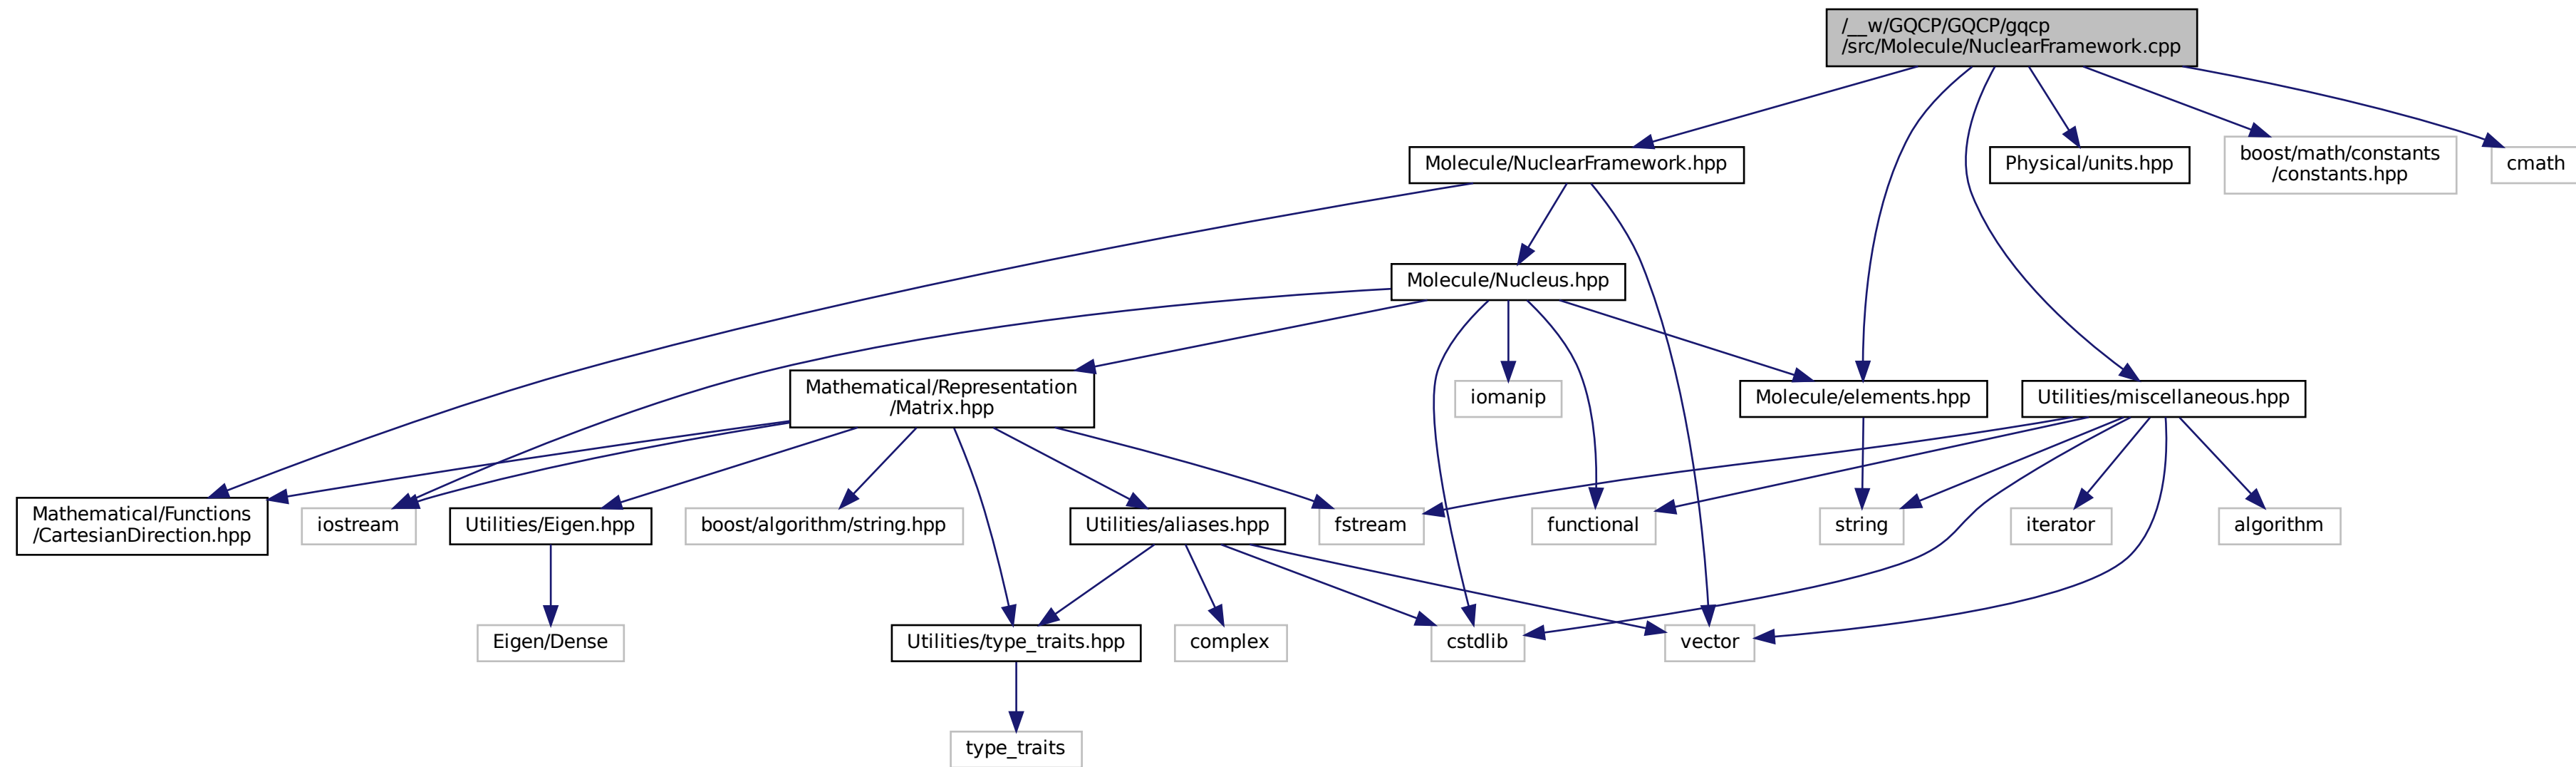 /__w/GQCP/GQCP/gqcp
/src/Molecule/NuclearFramework.cpp
Molecule/NuclearFramework.hpp
Physical/units.hpp
boost/math/constants
/constants.hpp
cmath
Molecule/Nucleus.hpp
Mathematical/Representation
/Matrix.hpp
iomanip
Molecule/elements.hpp
Utilities/miscellaneous.hpp
Mathematical/Functions
/CartesianDirection.hpp
iostream
Utilities/Eigen.hpp
boost/algorithm/string.hpp
Utilities/aliases.hpp
fstream
functional
string
iterator
algorithm
Eigen/Dense
Utilities/type_traits.hpp
complex
cstdlib
vector
type_traits